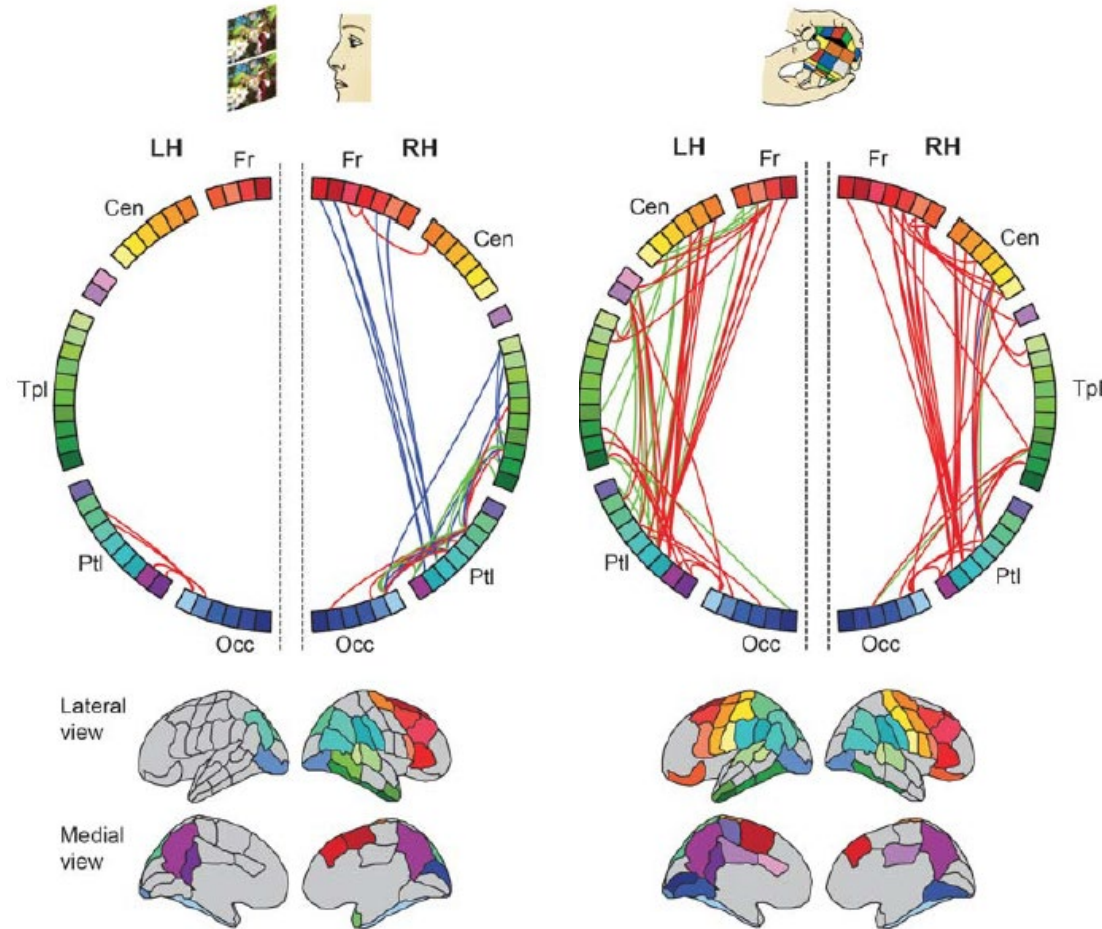 LH
Fr
Fr
RH
Cen
Cen
Tpl
Ptl
Ptl
Occ
Occ
LH
Fr
Fr
RH
Cen
Cen
Tpl
Ptl
Ptl
Occ
Occ
Lateral
view
Medial
view